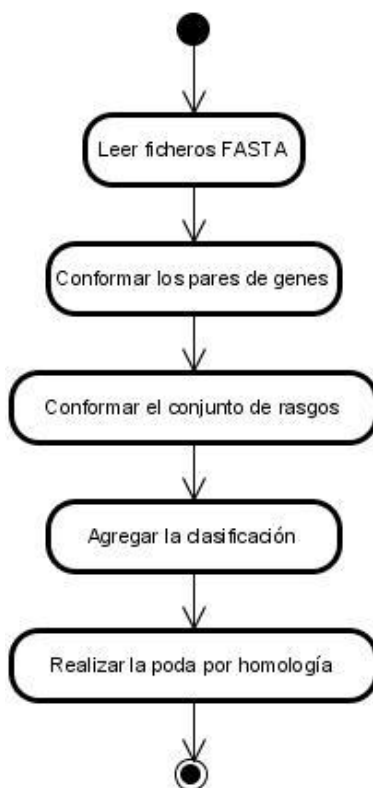 Leer ficheros FASTA
Conformar los pares de genes
Conformar el conjunto de rasgos
Agregar la clasificación
Realizar la poda por homología